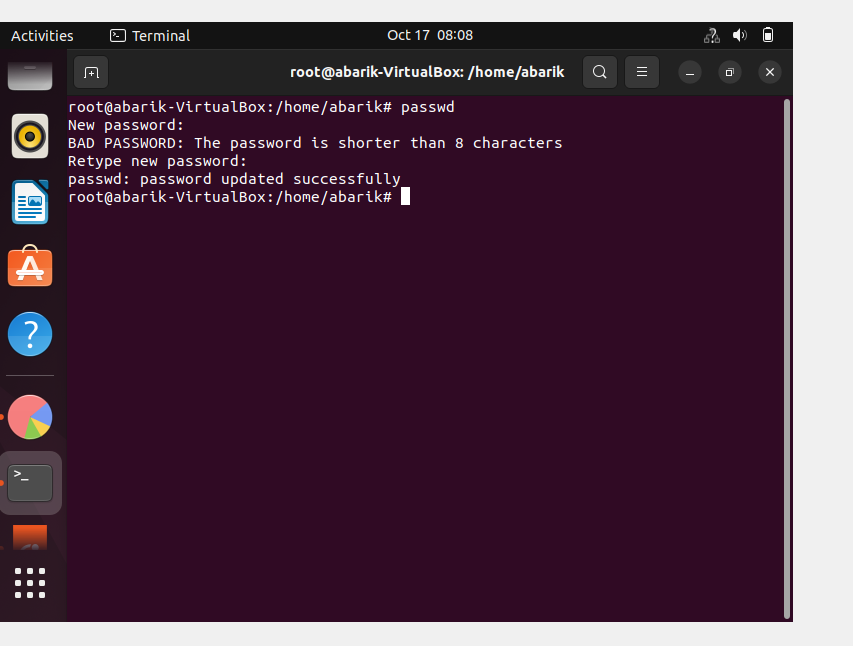 Activities Terminal Oct 17 08:08
root@abarik-VirtualBox: /home/abarik
root@abarik-VirtualBox:/home/abarik# passwd
New password:
BAD PASSWORD: The password is shorter than 8 characters
Retype new password:
passwd: password updated successfully
root@abarik-VirtualBox:/home/abarik#